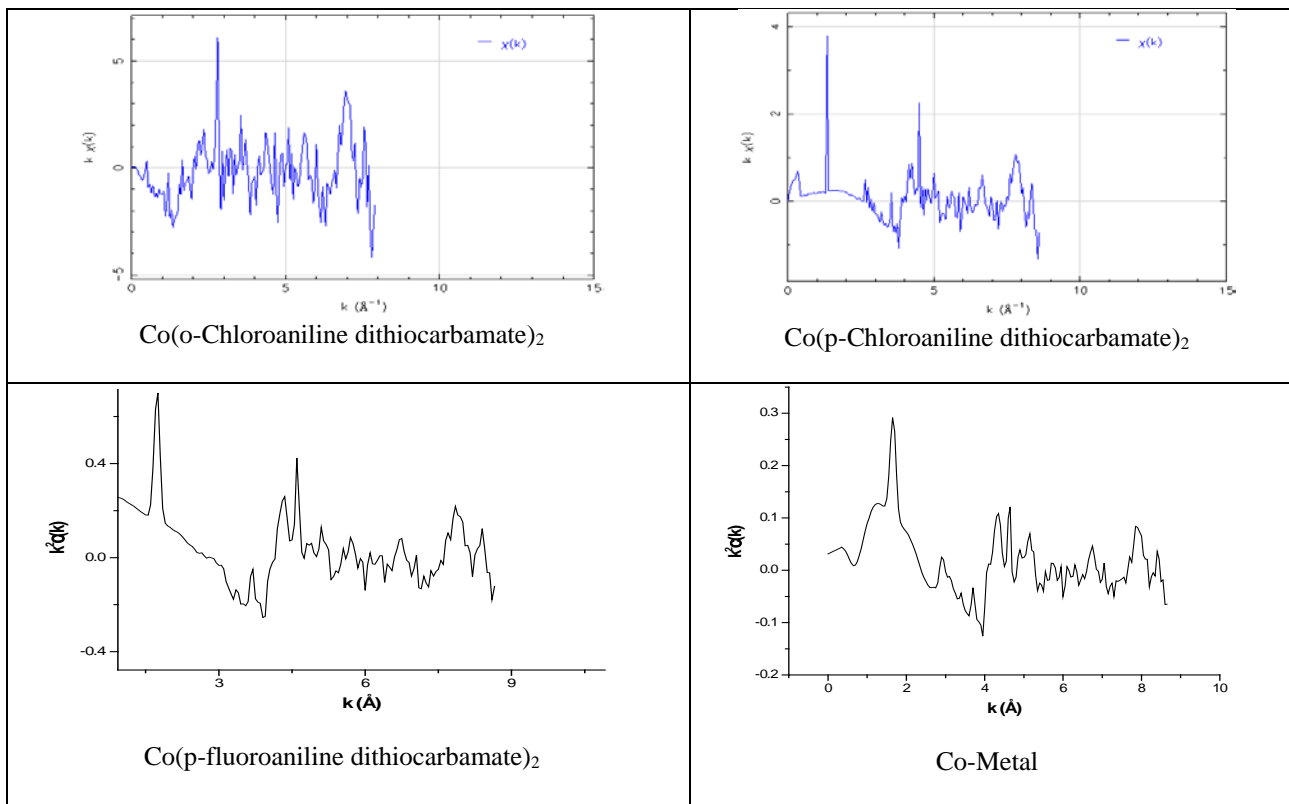 χ(k)
5
0
−5
k χ(k)
0
5
10
15
k (Å⁻¹)
Co(o-Chloroaniline dithiocarbamate)₂
χ(k)
4
2
0
k χ(k)
0
5
10
15
k (Å⁻¹)
Co(p-Chloroaniline dithiocarbamate)₂
0.4
0.0
-0.4
3
6
9
k (Å)
Co(p-fluoroaniline dithiocarbamate)₂
0.3
0.2
0.1
0.0
-0.1
-0.2
0
2
4
6
8
10
k (Å)
Co-Metal